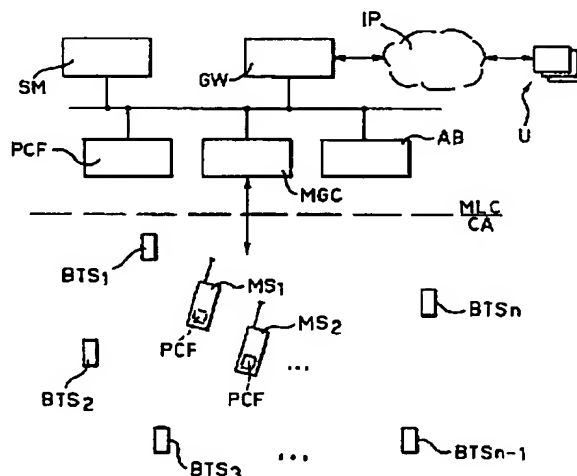 IP
SM
GW
U
PCF
MGC
AB
MLC
CA
BTS1
MS1
BTSn
PCF
MS2
BTS2
PCF
...
BTS3
...
BTSn-1